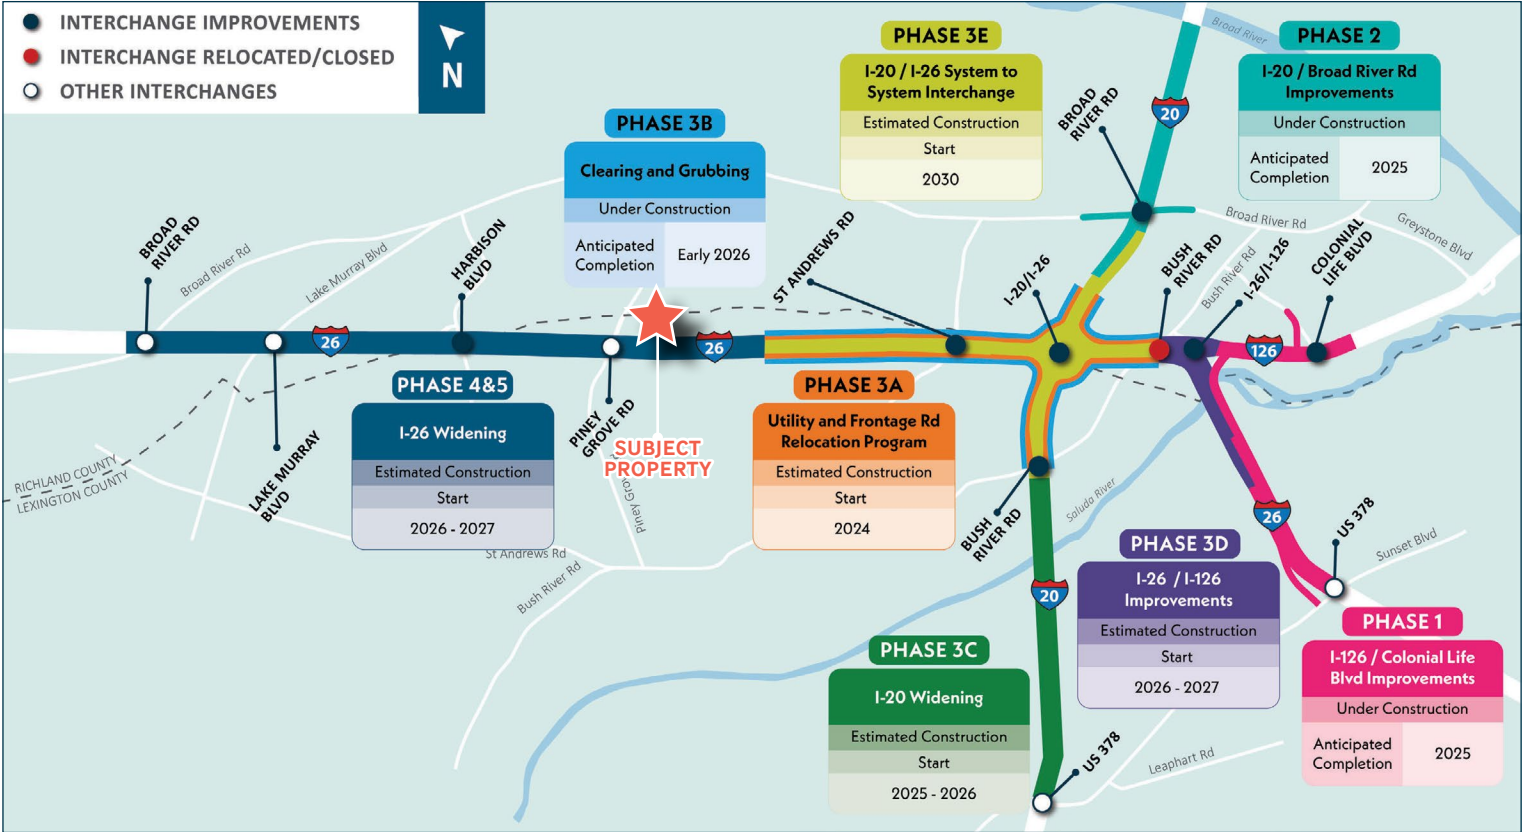 INTERCHANGE IMPROVEMENTS
INTERCHANGE RELOCATED/CLOSED
OTHER INTERCHANGES
N
PHASE 3B
Clearing and Grubbing
Under Construction
Anticipated
Completion
Early 2026
PHASE 3E
I-20 / I-26 System to
System Interchange
Estimated Construction
Start
2030
PHASE 2
I-20 / Broad River Rd
Improvements
Under Construction
Anticipated
Completion
2025
Broad River
20
BROAD
RIVER RD
Broad River Rd
Greystone Blvd
BROAD
RIVER RD
Broad River Rd
Lake Murray Blvd
HARBISON
BLVD
ST ANDREWS RD
I-20/I-26
BUSH
RIVER RD
Bush River Rd
I-26/I-126
COLONIAL
LIFE BLVD
26
26
126
LAKE MURRAY
BLVD
PINEY
GROVE RD
SUBJECT
PROPERTY
RICHLAND COUNTY
LEXINGTON COUNTY
PHASE 4&5
I-26 Widening
Estimated Construction
Start
2026 - 2027
PHASE 3A
Utility and Frontage Rd
Relocation Program
Estimated Construction
Start
2024
Piney Gro
St Andrews Rd
Bush River Rd
BUSH
RIVER RD
Saluda River
20
26
US 378
Sunset Blvd
PHASE 3D
I-26 / I-126
Improvements
Estimated Construction
Start
2026 - 2027
PHASE 3C
I-20 Widening
Estimated Construction
Start
2025 - 2026
PHASE 1
I-126 / Colonial Life
Blvd Improvements
Under Construction
Anticipated
Completion
2025
US 378
Leaphart Rd